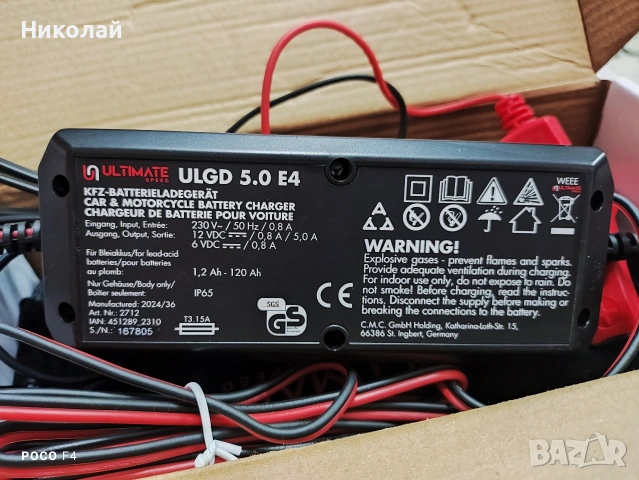 Николай
ULTIMATE SPEED ULGD 5.0 E4
KFZ-BATTERIELADEGERÄT
CAR & MOTORCYCLE BATTERY CHARGER
CHARGEUR DE BATTERIE POUR VOITURE
Eingang, Input, Entrée: 230 V~ / 50 Hz / 0,8 A
Ausgang, Output, Sortie: 12 VDC / 0,8 A / 5,0 A
6 VDC / 0,8 A
Für Bleiakkus/for lead-acid
batteries/pour des batteries
au plomb: 1,2 Ah - 120 Ah
Nur Gehäuse/Body only/
Boîtier seulement: IP65
Manufactured: 2024/36
Art. Nr.: 2712
IAN: 451289_2310
S./N.: 167805
T3.15A
SGS
GS
CE
WEEE
ULTIMATE SPEED
WARNING!
Explosive gases - prevent flames and sparks.
Provide adequate ventilation during charging.
For indoor use only, do not expose to rain. Do
not smoke! Before charging, read the instruc-
tions. Disconnect the supply before making or
breaking the connections to the battery.
C.M.C. GmbH Holding, Katharina-Loth-Str. 15,
66386 St. Ingbert, Germany
POCO F4
BAZAR